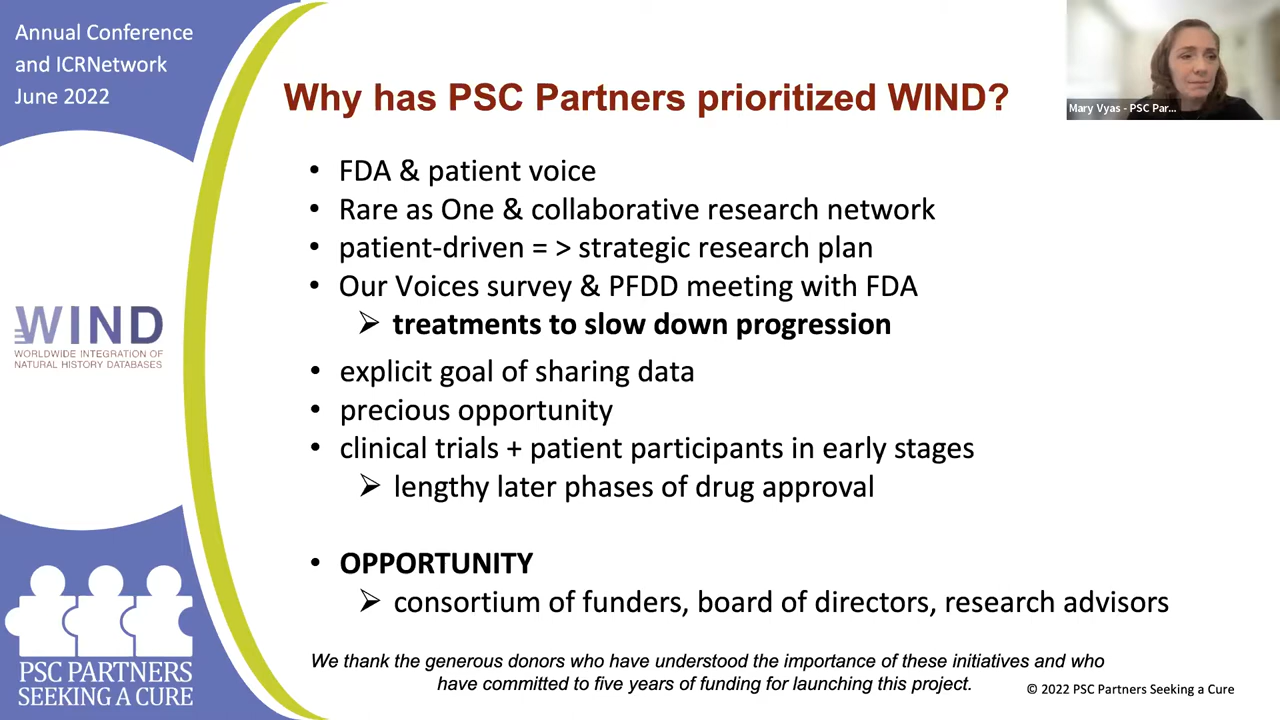 Annual Conference
and ICRNetwork
June 2022
Mary Vyas - PSC Par...
Why has PSC Partners prioritized WIND?
• FDA & patient voice
• Rare as One & collaborative research network
• patient-driven = > strategic research plan
• Our Voices survey & PFDD meeting with FDA
➢ treatments to slow down progression
• explicit goal of sharing data
• precious opportunity
• clinical trials + patient participants in early stages
➢ lengthy later phases of drug approval
• OPPORTUNITY
➢ consortium of funders, board of directors, research advisors
WIND
WORLDWIDE INTEGRATION OF
NATURAL HISTORY DATABASES
PSC PARTNERS
SEEKING A CURE
We thank the generous donors who have understood the importance of these initiatives and who
have committed to five years of funding for launching this project.
© 2022 PSC Partners Seeking a Cure